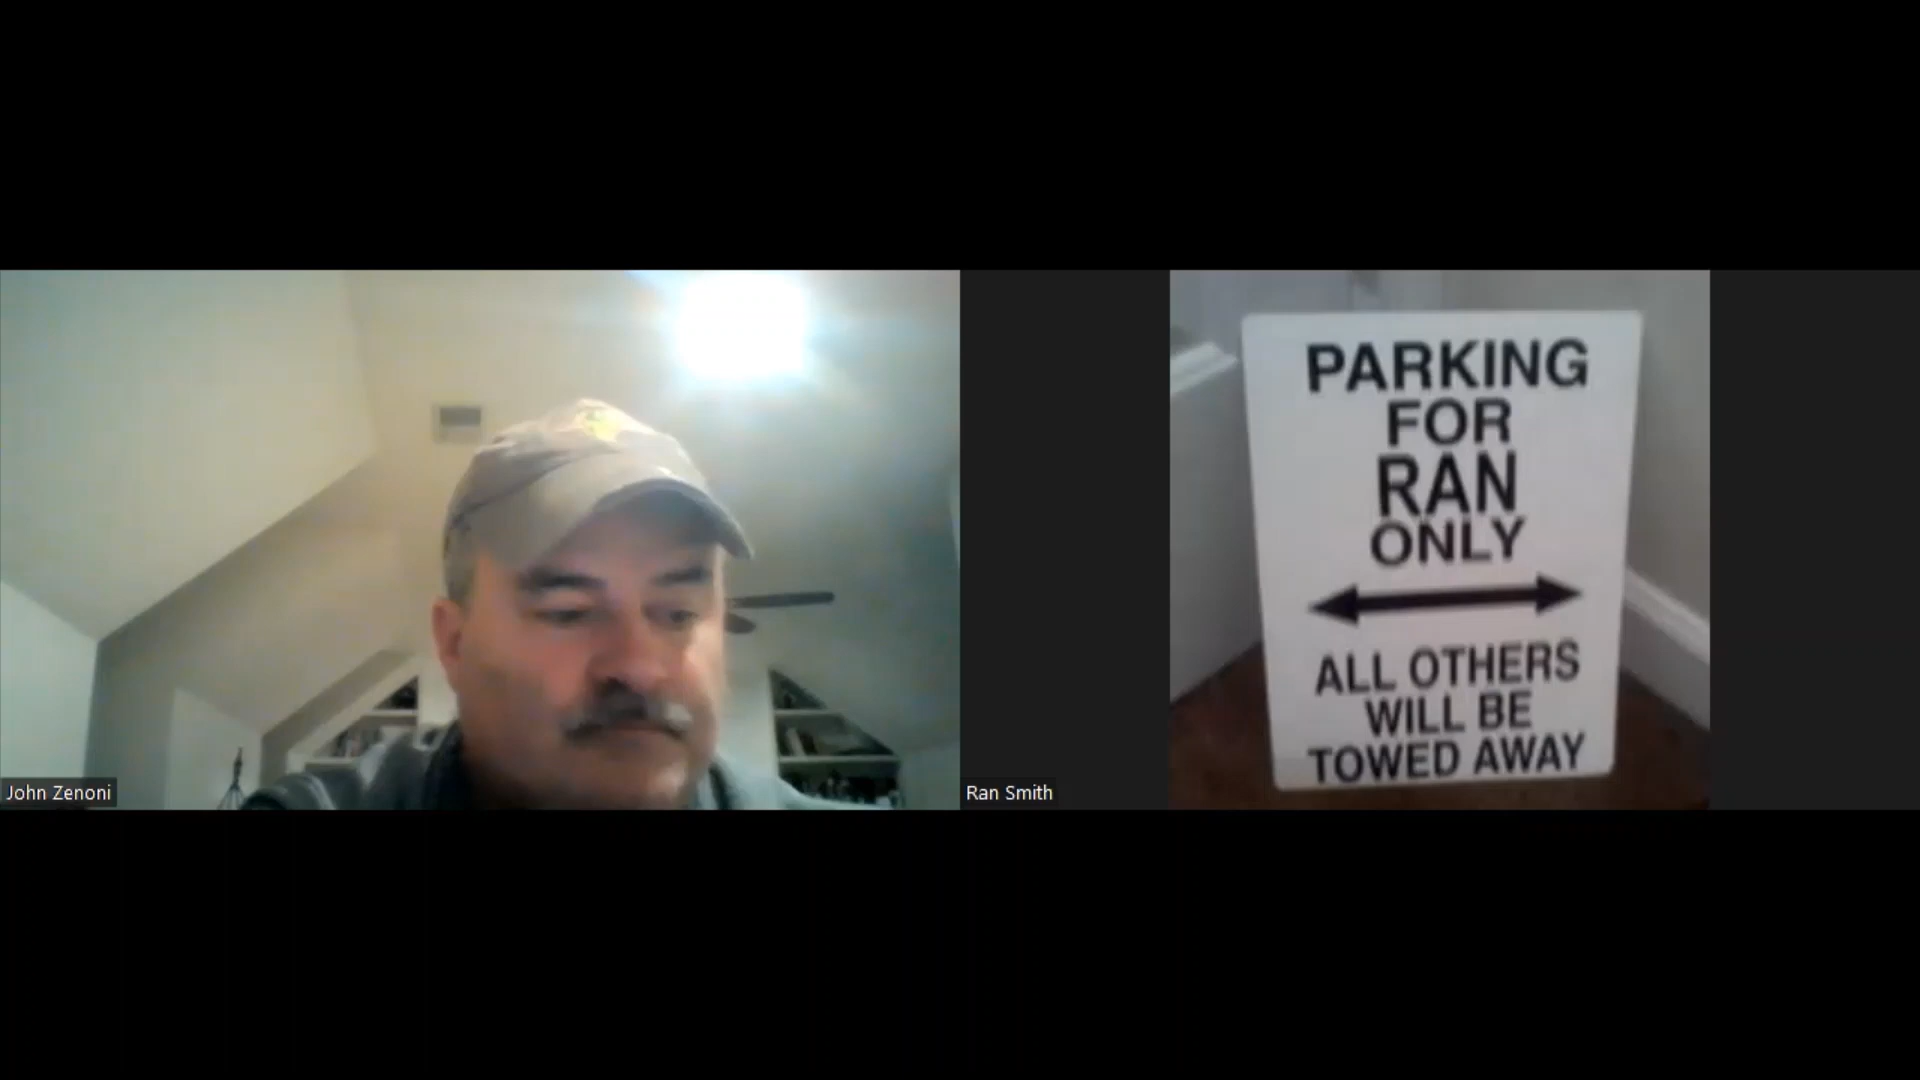 John Zenoni
Ran Smith
PARKING
FOR
RAN
ONLY
ALL OTHERS
WILL BE
TOWED AWAY